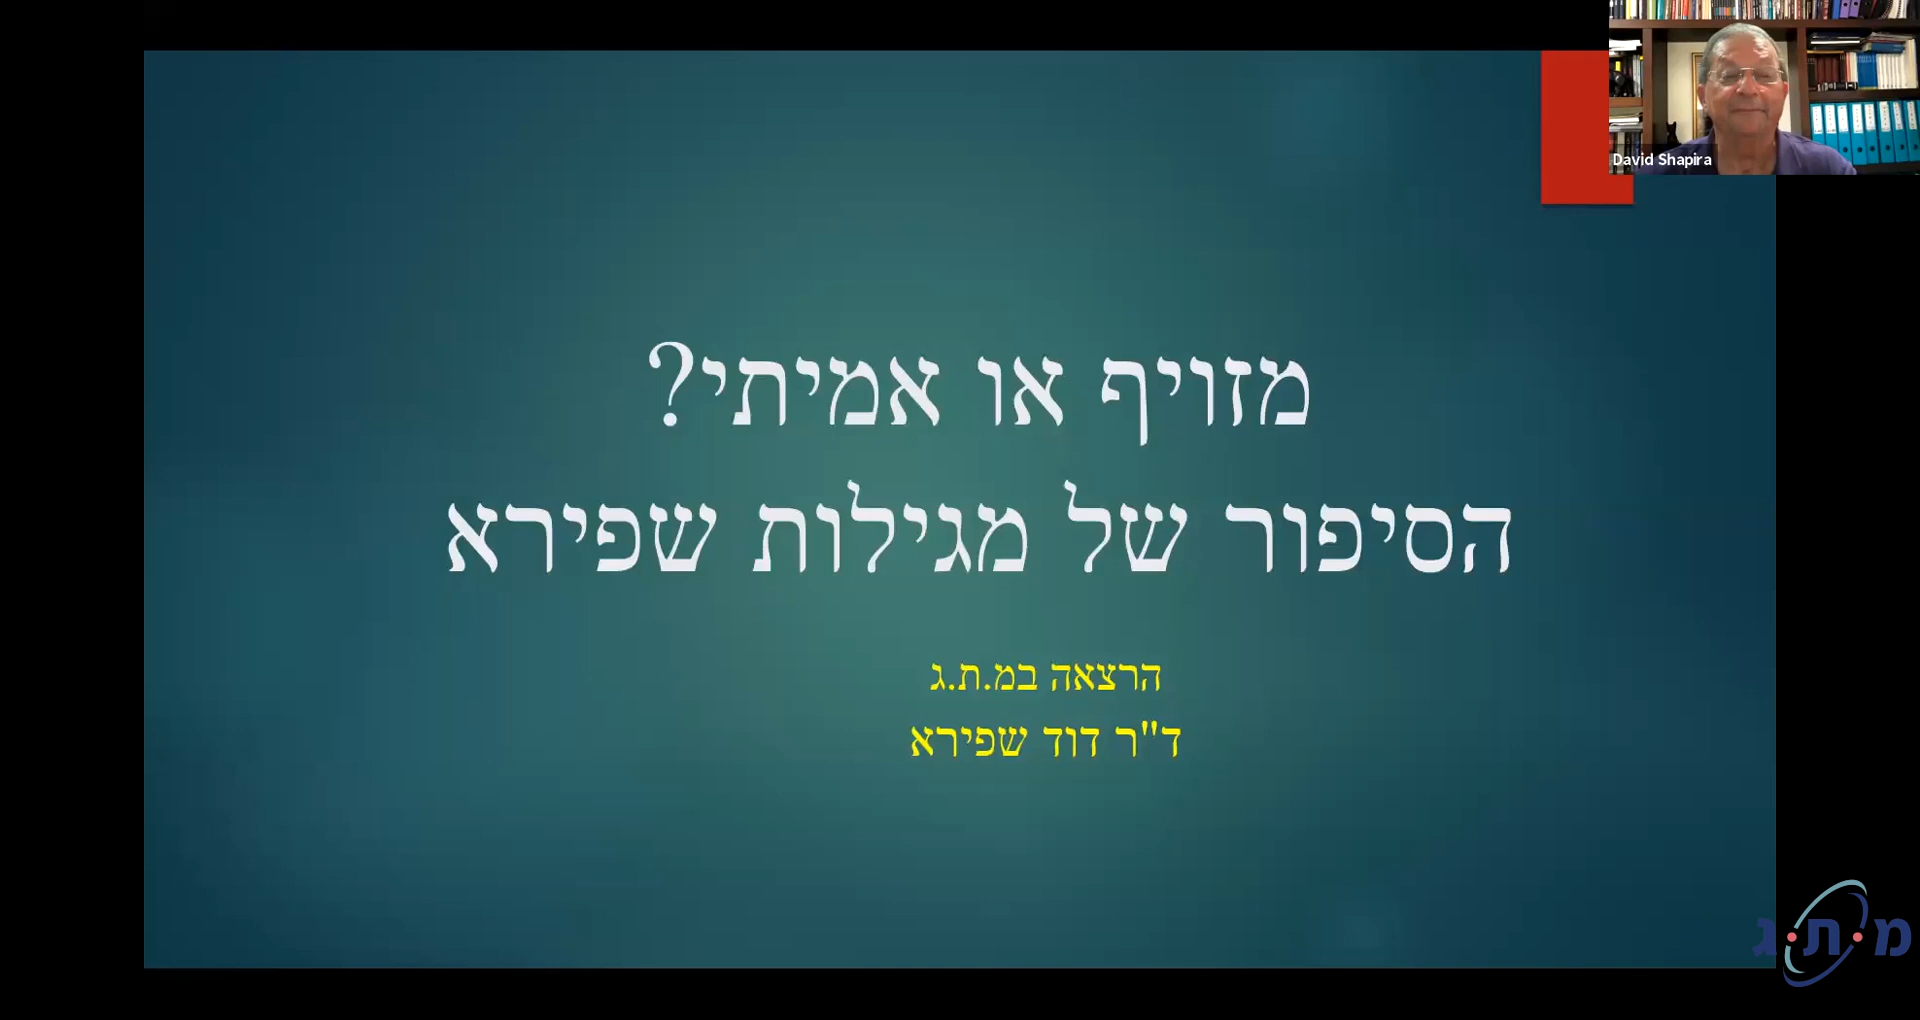 David Shapira
מזויף או אמיתי?
הסיפור של מגילות שפירא
הרצאה במ.ת.ג
ד"ר דוד שפירא
מ.ת.ג